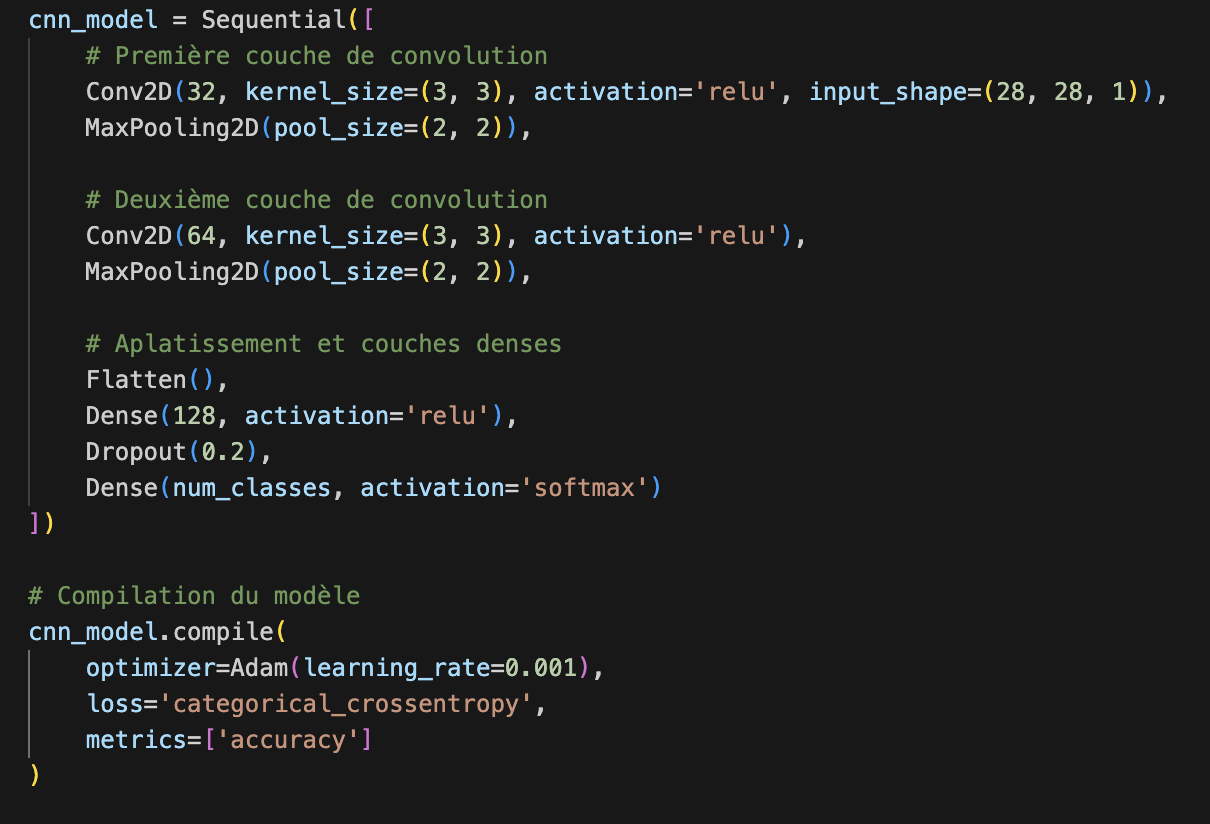 cnn_model = Sequential([
    # Première couche de convolution
    Conv2D(32, kernel_size=(3, 3), activation='relu', input_shape=(28, 28, 1)),
    MaxPooling2D(pool_size=(2, 2)),

    # Deuxième couche de convolution
    Conv2D(64, kernel_size=(3, 3), activation='relu'),
    MaxPooling2D(pool_size=(2, 2)),

    # Aplatissement et couches denses
    Flatten(),
    Dense(128, activation='relu'),
    Dropout(0.2),
    Dense(num_classes, activation='softmax')
])

# Compilation du modèle
cnn_model.compile(
    optimizer=Adam(learning_rate=0.001),
    loss='categorical_crossentropy',
    metrics=['accuracy']
)